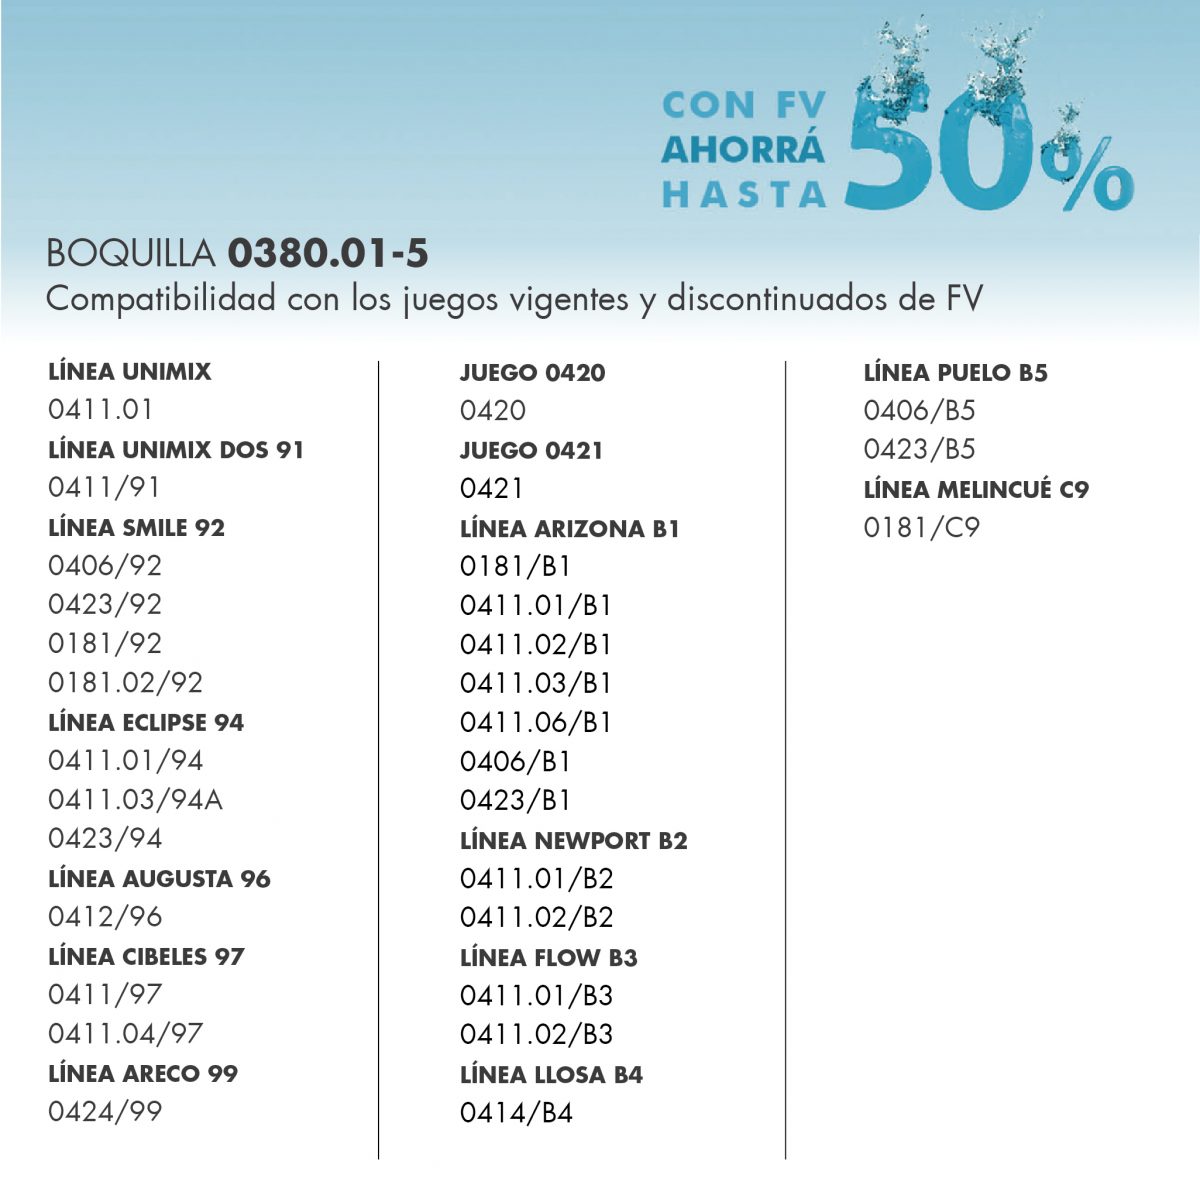 CON FV
AHORRÁ
HASTA
50%
BOQUILLA 0380.01-5
Compatibilidad con los juegos vigentes y discontinuados de FV
LÍNEA UNIMIX
0411.01
LÍNEA UNIMIX DOS 91
0411/91
LÍNEA SMILE 92
0406/92
0423/92
0181/92
0181.02/92
LÍNEA ECLIPSE 94
0411.01/94
0411.03/94A
0423/94
LÍNEA AUGUSTA 96
0412/96
LÍNEA CIBELES 97
0411/97
0411.04/97
LÍNEA ARECO 99
0424/99
JUEGO 0420
0420
JUEGO 0421
0421
LÍNEA ARIZONA B1
0181/B1
0411.01/B1
0411.02/B1
0411.03/B1
0411.06/B1
0406/B1
0423/B1
LÍNEA NEWPORT B2
0411.01/B2
0411.02/B2
LÍNEA FLOW B3
0411.01/B3
0411.02/B3
LÍNEA LLOSA B4
0414/B4
LÍNEA PUELO B5
0406/B5
0423/B5
LÍNEA MELINCUÉ C9
0181/C9